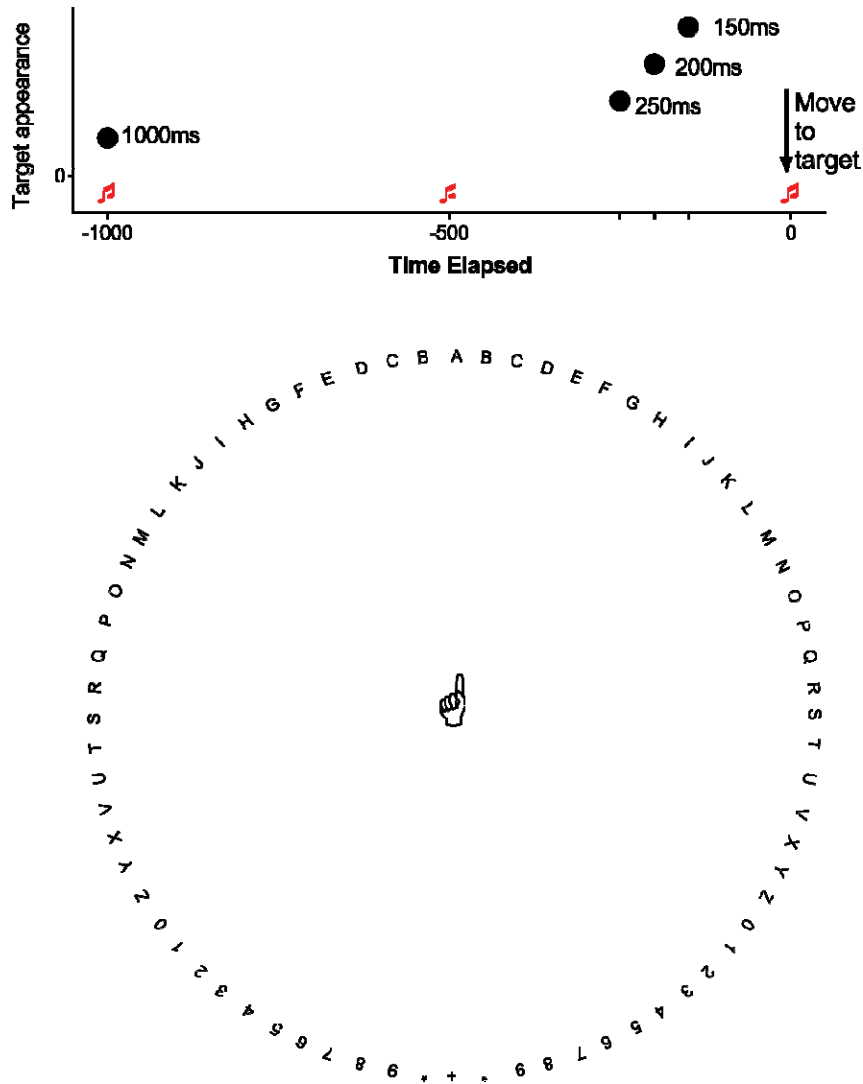 Target appearance
150ms
200ms
250ms
1000ms
Move
to
target
0
-1000
-500
0
Time Elapsed
A B C D E F G H I J K L M N O P Q R S T U V X Y Z 0 1 2 3 4 5 6 7 8 9 * + * 9 8 7 6 5 4 3 2 1 0 Z Y X V U T S R Q P O N M L K J I H G F E D C B